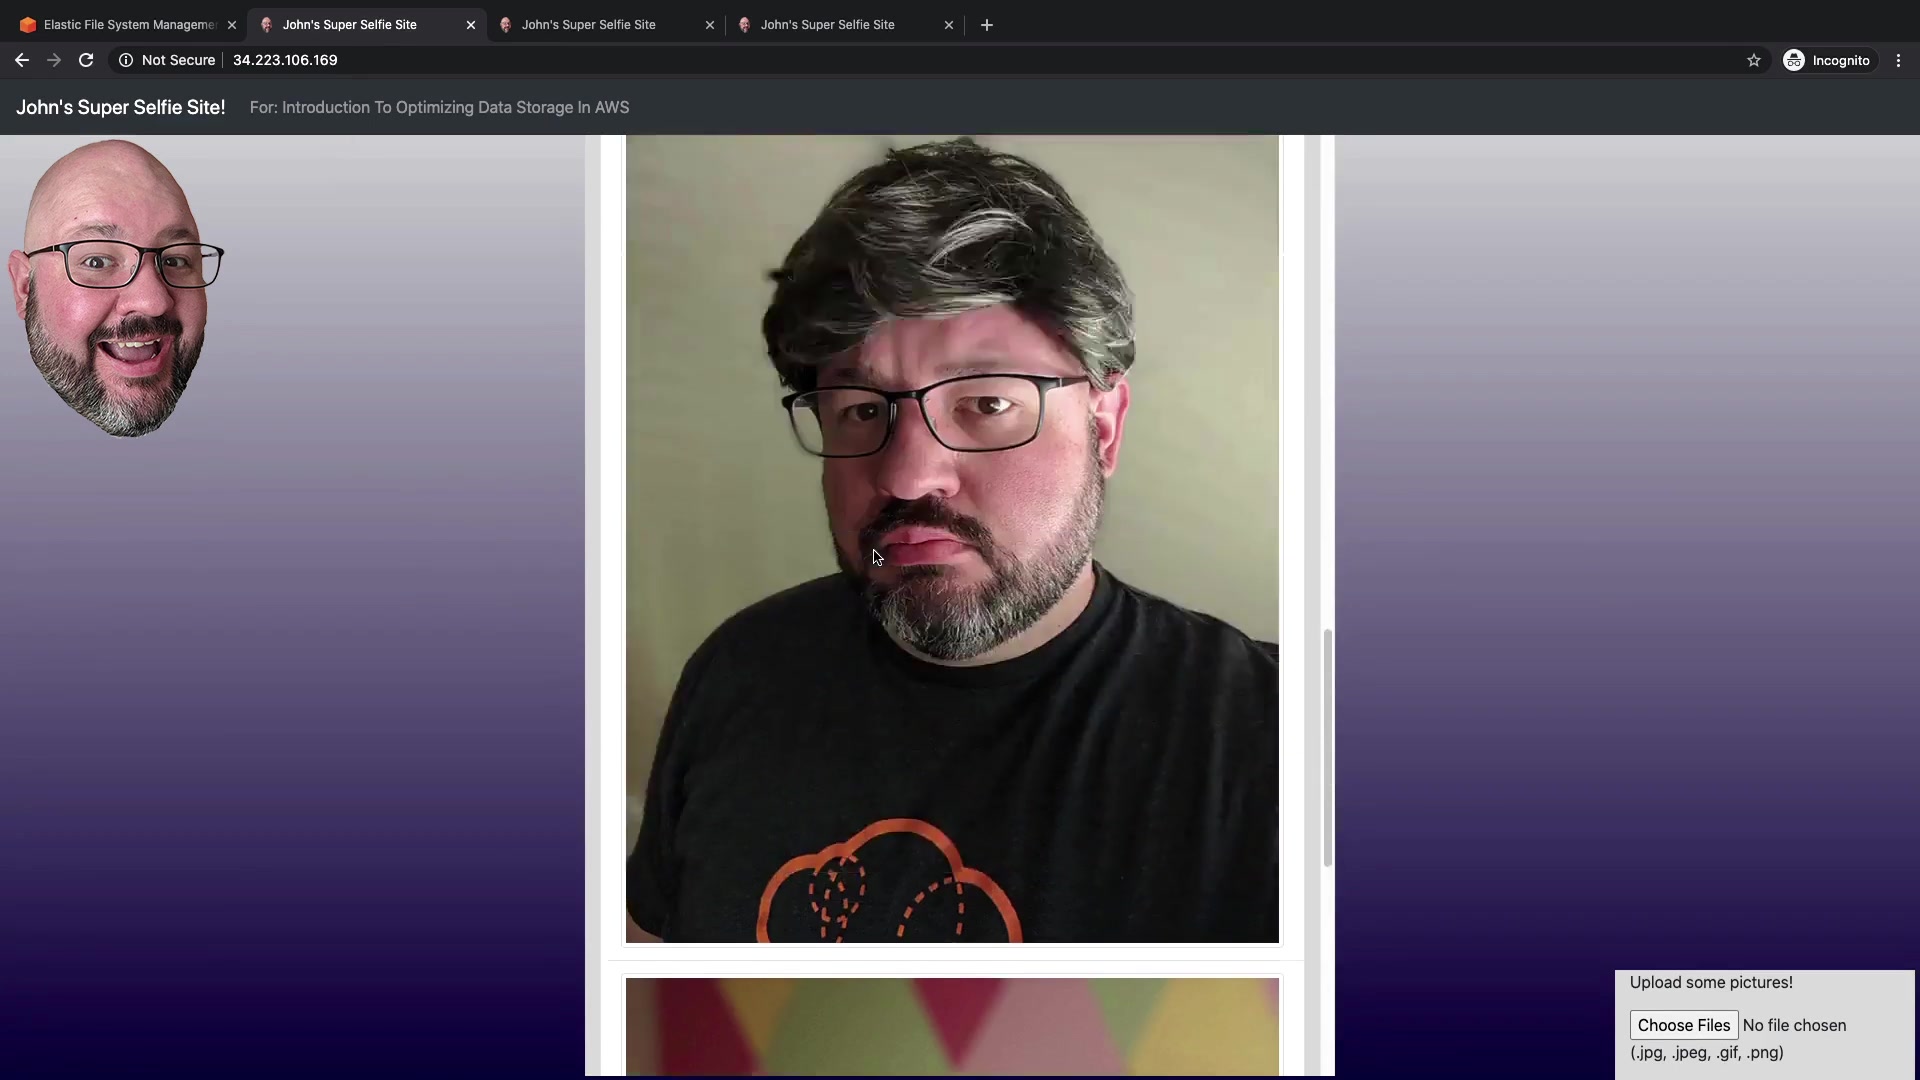 Elastic File System Managemen
John's Super Selfie Site
John's Super Selfie Site
John's Super Selfie Site
Not Secure
34.223.106.169
Incognito
John's Super Selfie Site!
For: Introduction To Optimizing Data Storage In AWS
Upload some pictures!
Choose Files No file chosen
(.jpg, .jpeg, .gif, .png)